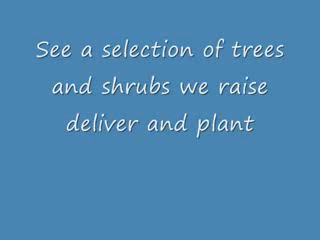 See a selection of trees
and shrubs we raise
deliver and plant